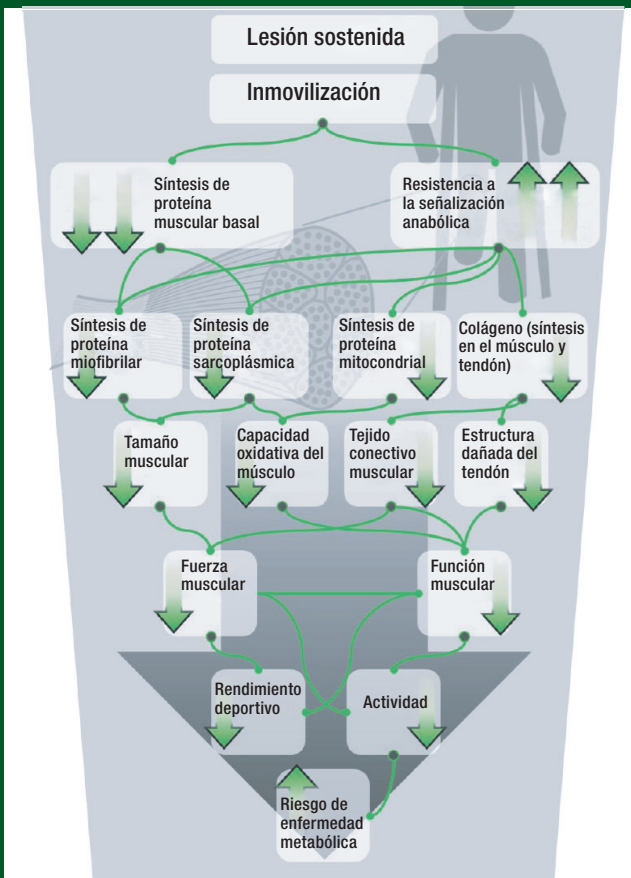 Lesión sostenida
Inmovilización
Síntesis de
proteína
muscular basal
Resistencia a
la señalización
anabólica
Síntesis de
proteína
miofibrilar
Síntesis de
proteína
sarcoplásmica
Síntesis de
proteína
mitocondrial
Colágeno (síntesis
en el músculo y
tendón)
Tamaño
muscular
Capacidad
oxidativa del
músculo
Tejido
conectivo
muscular
Estructura
dañada del
tendón
Fuerza
muscular
Función
muscular
Rendimiento
deportivo
Actividad
Riesgo de
enfermedad
metabólica